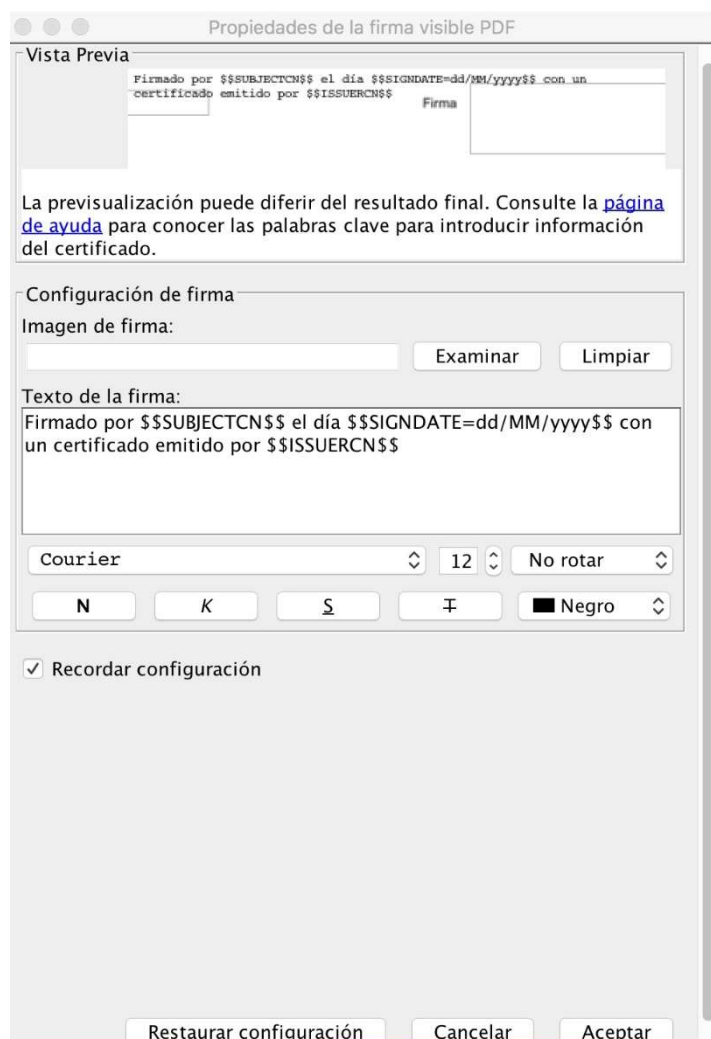 Propiedades de la firma visible PDF
Vista Previa
Firmado por $$SUBJECTCN$$ el día $$SIGNDATE=dd/MM/yyyy$$ con un
certificado emitido por $$ISSUERCN$$
Firma
La previsualización puede diferir del resultado final. Consulte la página
de ayuda para conocer las palabras clave para introducir información
del certificado.
Configuración de firma
Imagen de firma:
Examinar Limpiar
Texto de la firma:
Firmado por $$SUBJECTCN$$ el día $$SIGNDATE=dd/MM/yyyy$$ con
un certificado emitido por $$ISSUERCN$$
Courier 12 No rotar
N K S T Negro
Recordar configuración
Restaurar configuración Cancelar Aceptar